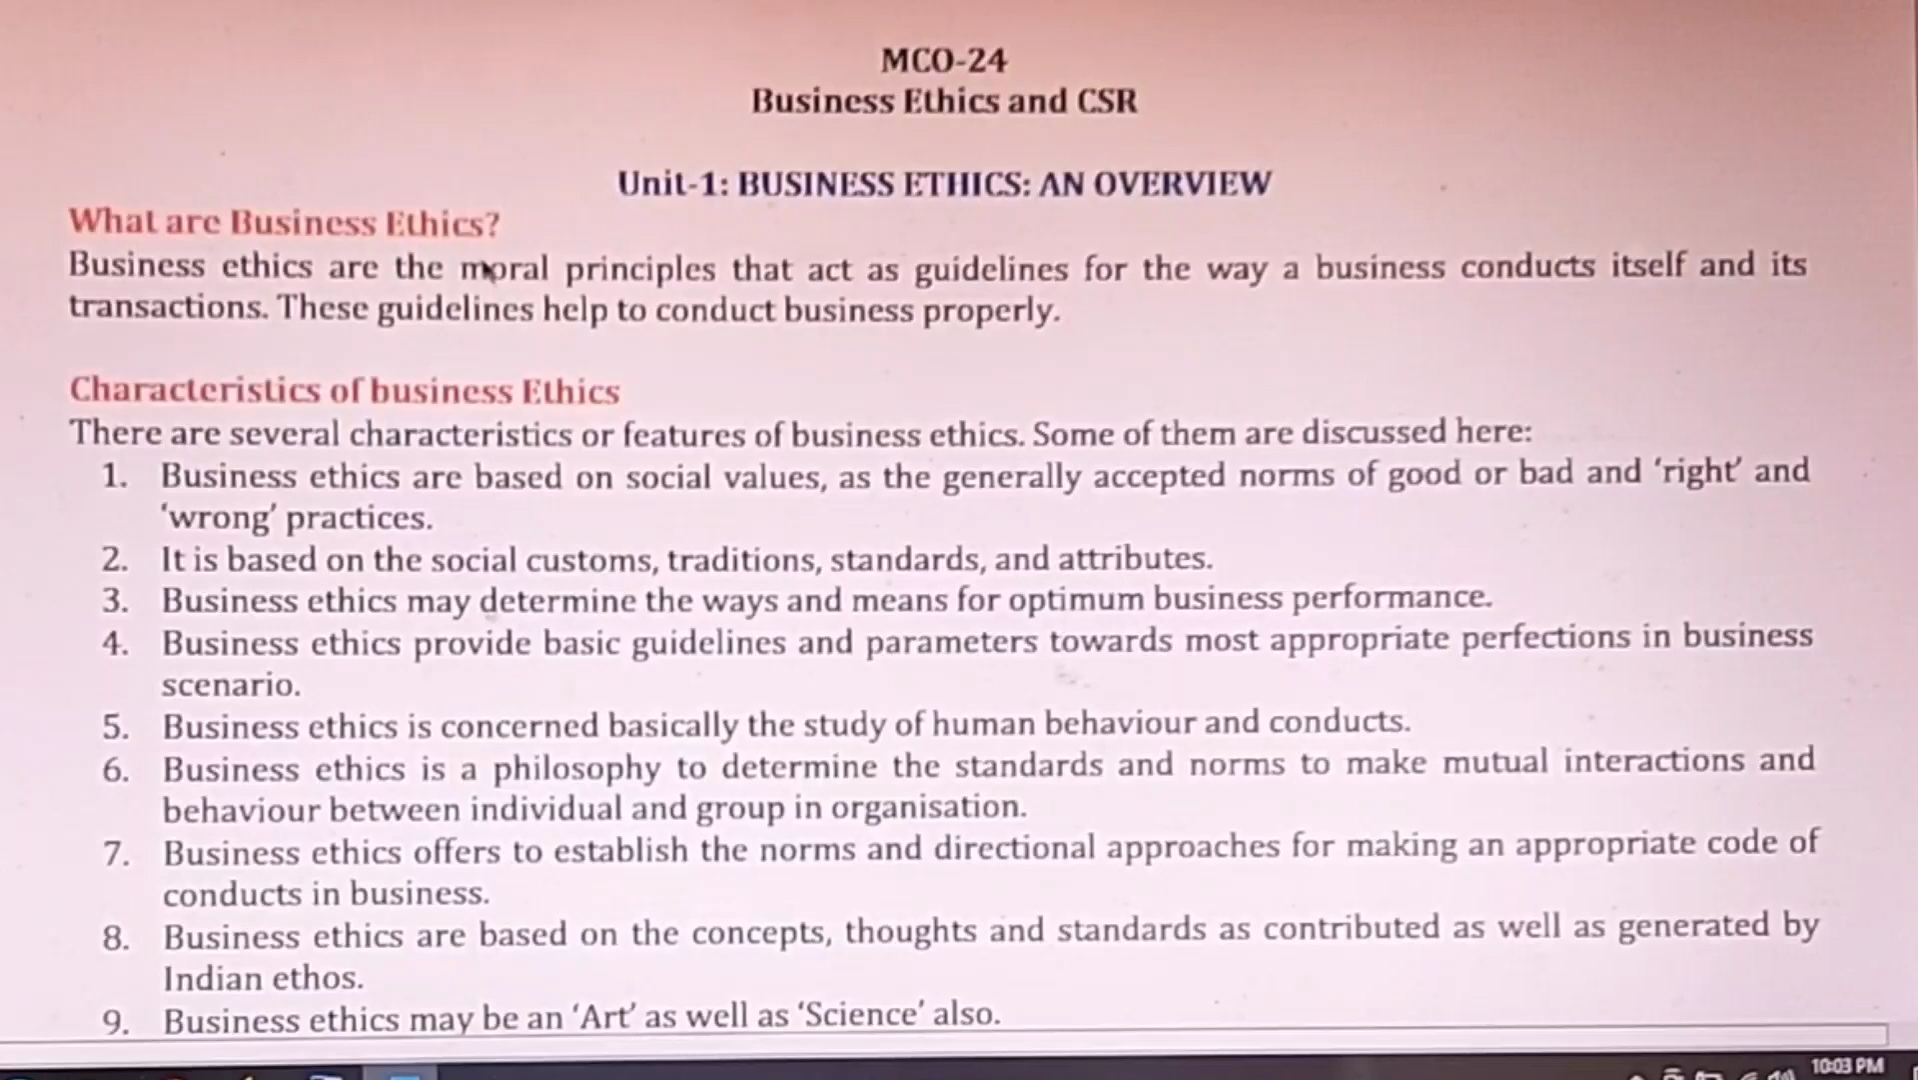 MCO-24
Business Ethics and CSR
Unit-1: BUSINESS ETHICS: AN OVERVIEW
What are Business Ethics?
Business ethics are the moral principles that act as guidelines for the way a business conducts itself and its
transactions. These guidelines help to conduct business properly.
Characteristics of business Ethics
There are several characteristics or features of business ethics. Some of them are discussed here:
1. Business ethics are based on social values, as the generally accepted norms of good or bad and ‘right’ and
‘wrong’ practices.
2. It is based on the social customs, traditions, standards, and attributes.
3. Business ethics may determine the ways and means for optimum business performance.
4. Business ethics provide basic guidelines and parameters towards most appropriate perfections in business
scenario.
5. Business ethics is concerned basically the study of human behaviour and conducts.
6. Business ethics is a philosophy to determine the standards and norms to make mutual interactions and
behaviour between individual and group in organisation.
7. Business ethics offers to establish the norms and directional approaches for making an appropriate code of
conducts in business.
8. Business ethics are based on the concepts, thoughts and standards as contributed as well as generated by
Indian ethos.
9. Business ethics may be an ‘Art’ as well as ‘Science’ also.
10:03 PM